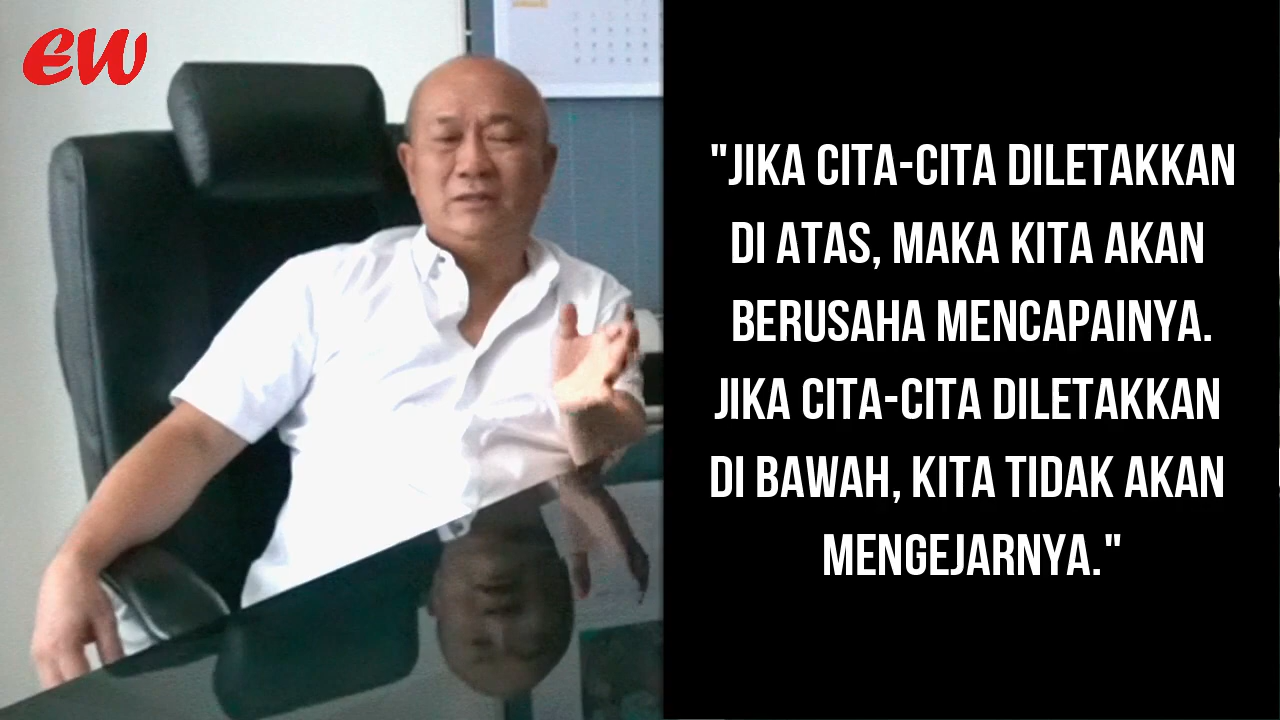 EW
"JIKA CITA-CITA DILETAKKAN
DI ATAS, MAKA KITA AKAN
BERUSAHA MENCAPAINYA.
JIKA CITA-CITA DILETAKKAN
DI BAWAH, KITA TIDAK AKAN
MENGEJARNYA."